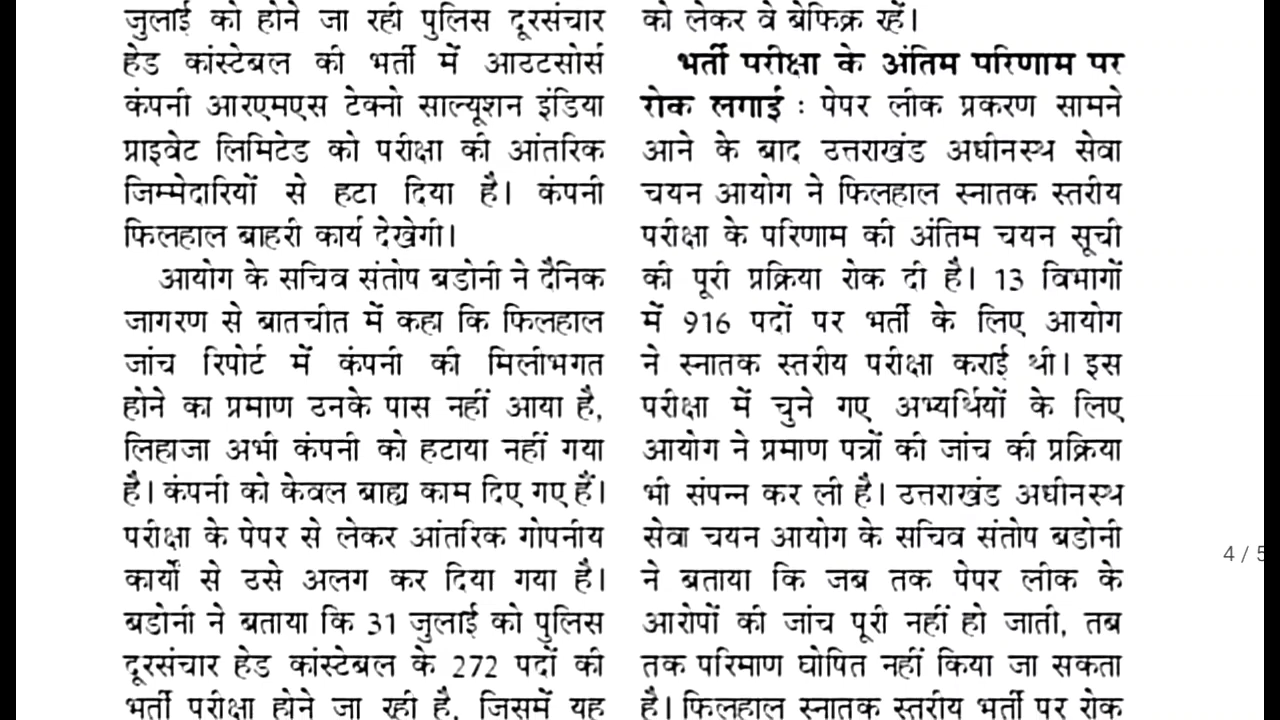 जुलाई को होने जा रही पुलिस दूरसंचार
हेड कांस्टेबल की भर्ती में आउटसोर्स
कंपनी आरएमएस टेक्नो साल्यूशन इंडिया
प्राइवेट लिमिटेड को परीक्षा की आंतरिक
जिम्मेदारियों से हटा दिया है। कंपनी
फिलहाल बाहरी कार्य देखेगी।
आयोग के सचिव संतोष बडोनी ने दैनिक
जागरण से बातचीत में कहा कि फिलहाल
जांच रिपोर्ट में कंपनी की मिलीभगत
होने का प्रमाण उनके पास नहीं आया है,
लिहाजा अभी कंपनी को हटाया नहीं गया
है। कंपनी को केवल बाह्य काम दिए गए हैं।
परीक्षा के पेपर से लेकर आंतरिक गोपनीय
कार्यों से उसे अलग कर दिया गया है।
बडोनी ने बताया कि 31 जुलाई को पुलिस
दूरसंचार हेड कांस्टेबल के 272 पदों की
भर्ती परीक्षा होने जा रही है, जिसमें यह
को लेकर वे बेफिक्र रहें।
भर्ती परीक्षा के अंतिम परिणाम पर
रोक लगाई : पेपर लीक प्रकरण सामने
आने के बाद उत्तराखंड अधीनस्थ सेवा
चयन आयोग ने फिलहाल स्नातक स्तरीय
परीक्षा के परिणाम की अंतिम चयन सूची
की पूरी प्रक्रिया रोक दी है। 13 विभागों
में 916 पदों पर भर्ती के लिए आयोग
ने स्नातक स्तरीय परीक्षा कराई थी। इस
परीक्षा में चुने गए अभ्यर्थियों के लिए
आयोग ने प्रमाण पत्रों की जांच की प्रक्रिया
भी संपन्न कर ली है। उत्तराखंड अधीनस्थ
सेवा चयन आयोग के सचिव संतोष बडोनी
ने बताया कि जब तक पेपर लीक के
आरोपों की जांच पूरी नहीं हो जाती, तब
तक परिमाण घोषित नहीं किया जा सकता
है। फिलहाल स्नातक स्तरीय भर्ती पर रोक
4 / 5